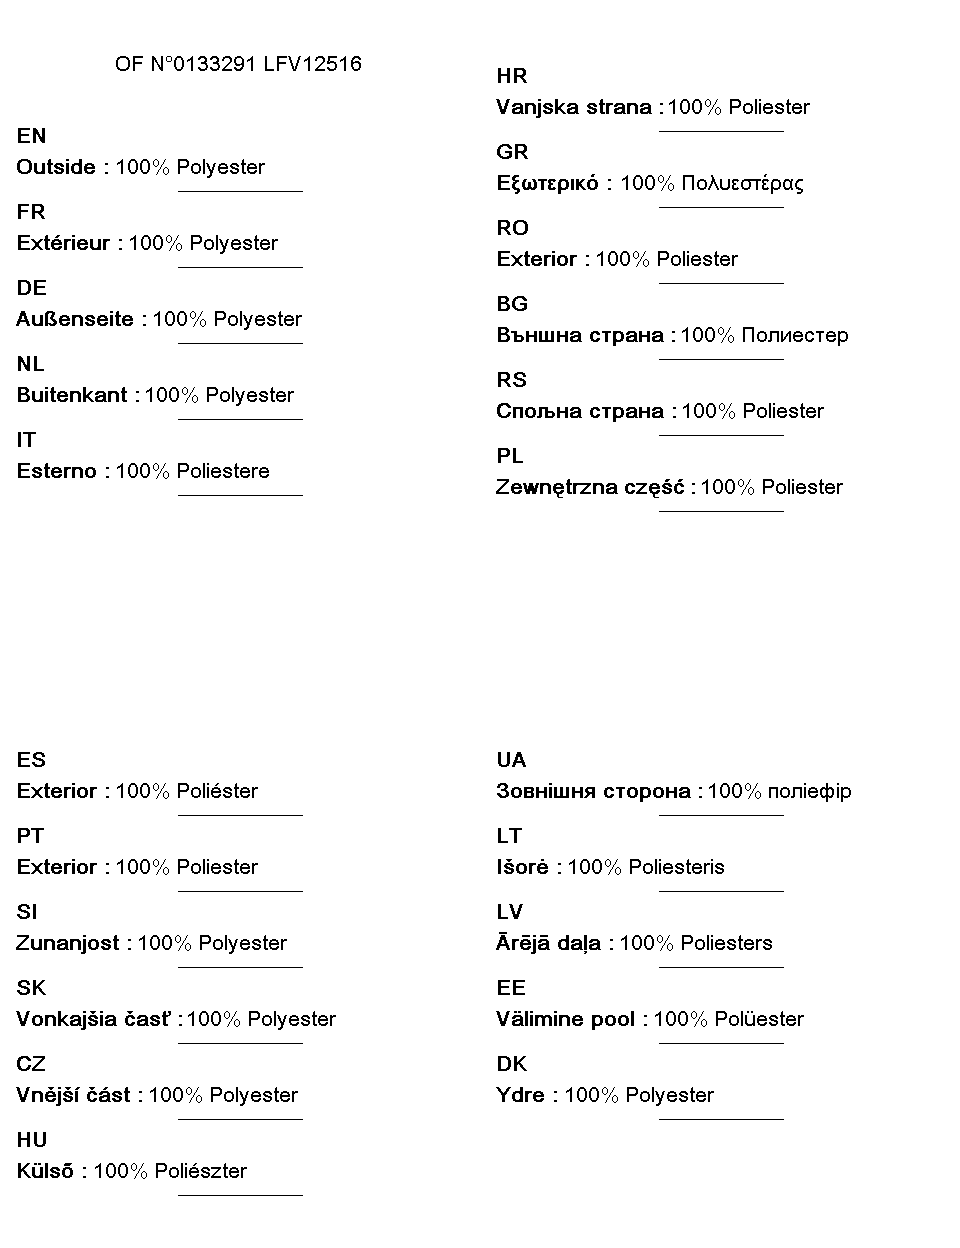 OF N°0133291 LFV12516
EN
Outside : 100% Polyester
FR
Extérieur : 100% Polyester
DE
Außenseite : 100% Polyester
NL
Buitenkant : 100% Polyester
IT
Esterno : 100% Poliestere
HR
Vanjska strana : 100% Poliester
GR
Εξωτερικό : 100% Πολυεστέρας
RO
Exterior : 100% Poliester
BG
Външна страна : 100% Полиестер
RS
Спољна страна : 100% Poliester
PL
Zewnętrzna część : 100% Poliester
ES
Exterior : 100% Poliéster
PT
Exterior : 100% Poliester
SI
Zunanjost : 100% Polyester
SK
Vonkajšia časť : 100% Polyester
CZ
Vnější část : 100% Polyester
HU
Külsõ : 100% Poliészter
UA
Зовнішня сторона : 100% поліефір
LT
Išorė : 100% Poliesteris
LV
Ārējā daļa : 100% Poliesters
EE
Välimine pool : 100% Polüester
DK
Ydre : 100% Polyester